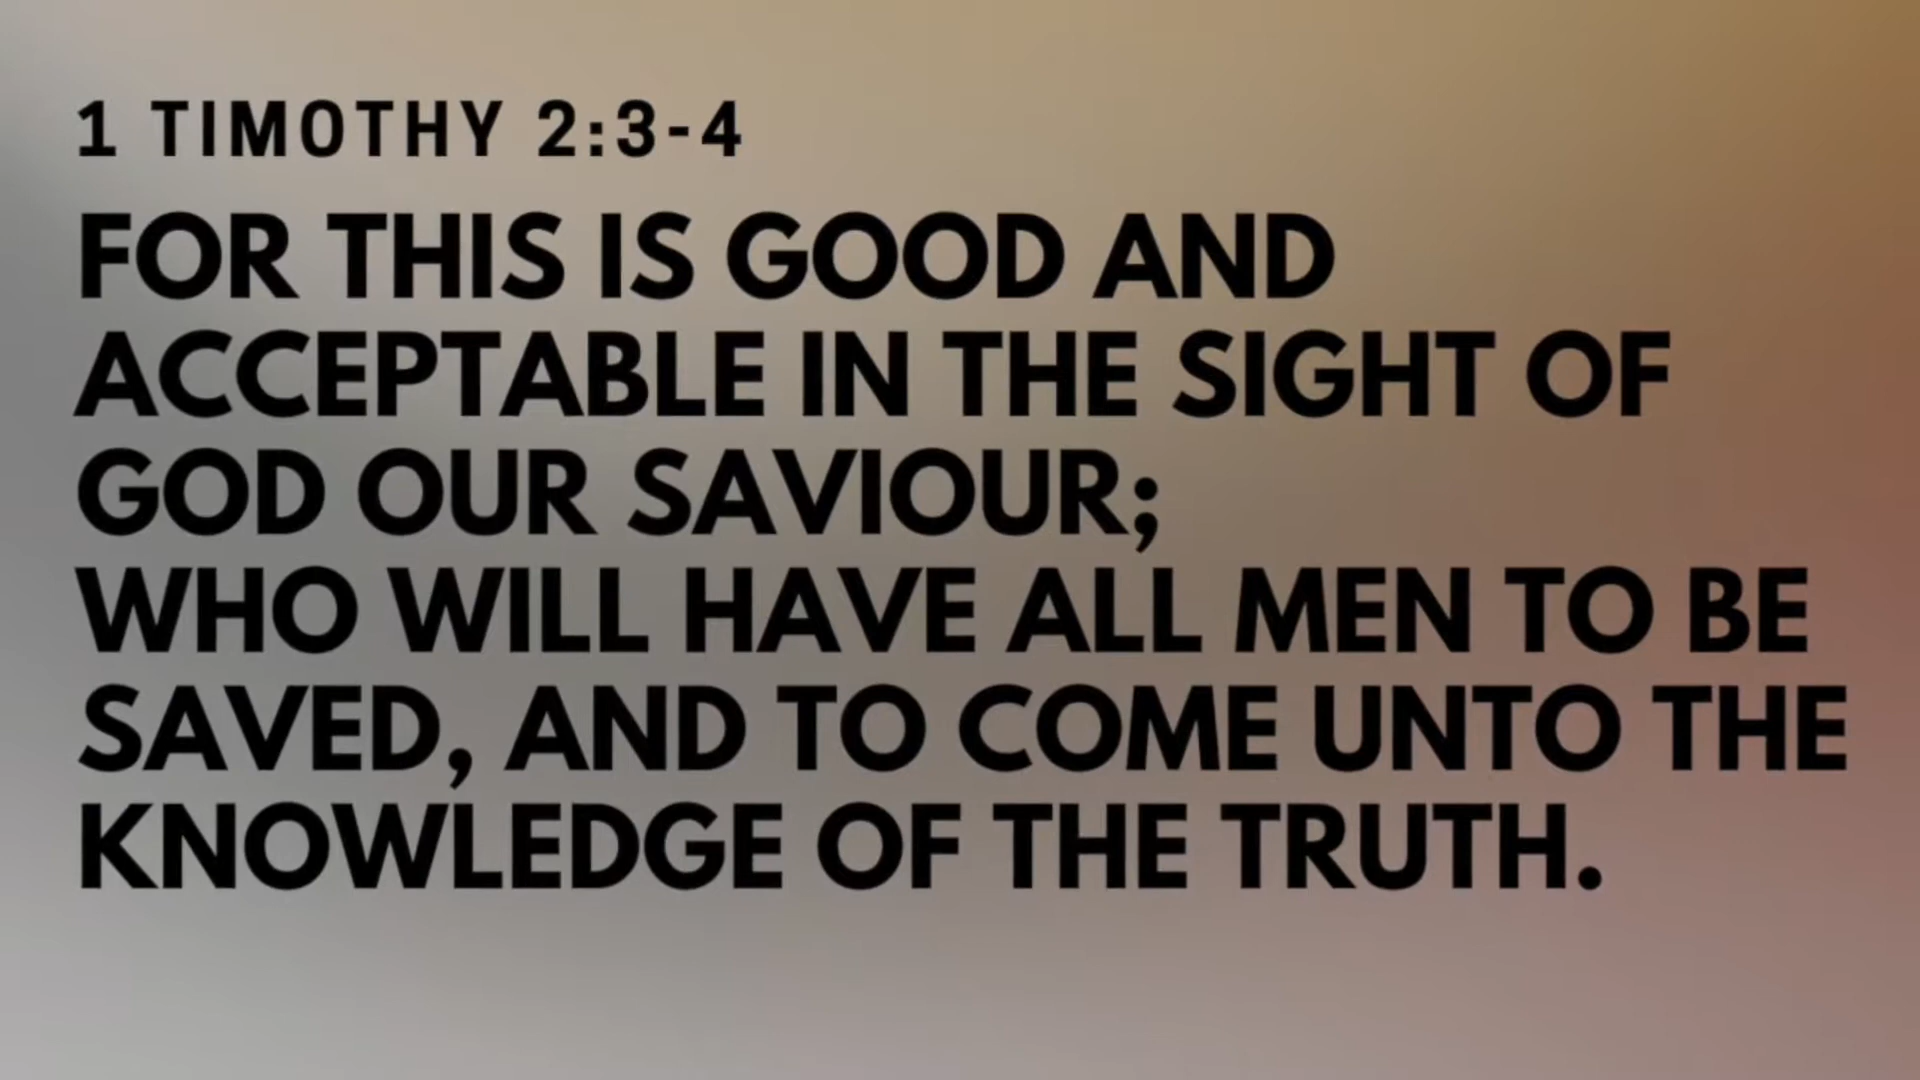 1 TIMOTHY 2:3-4
FOR THIS IS GOOD AND
ACCEPTABLE IN THE SIGHT OF
GOD OUR SAVIOUR;
WHO WILL HAVE ALL MEN TO BE
SAVED, AND TO COME UNTO THE
KNOWLEDGE OF THE TRUTH.